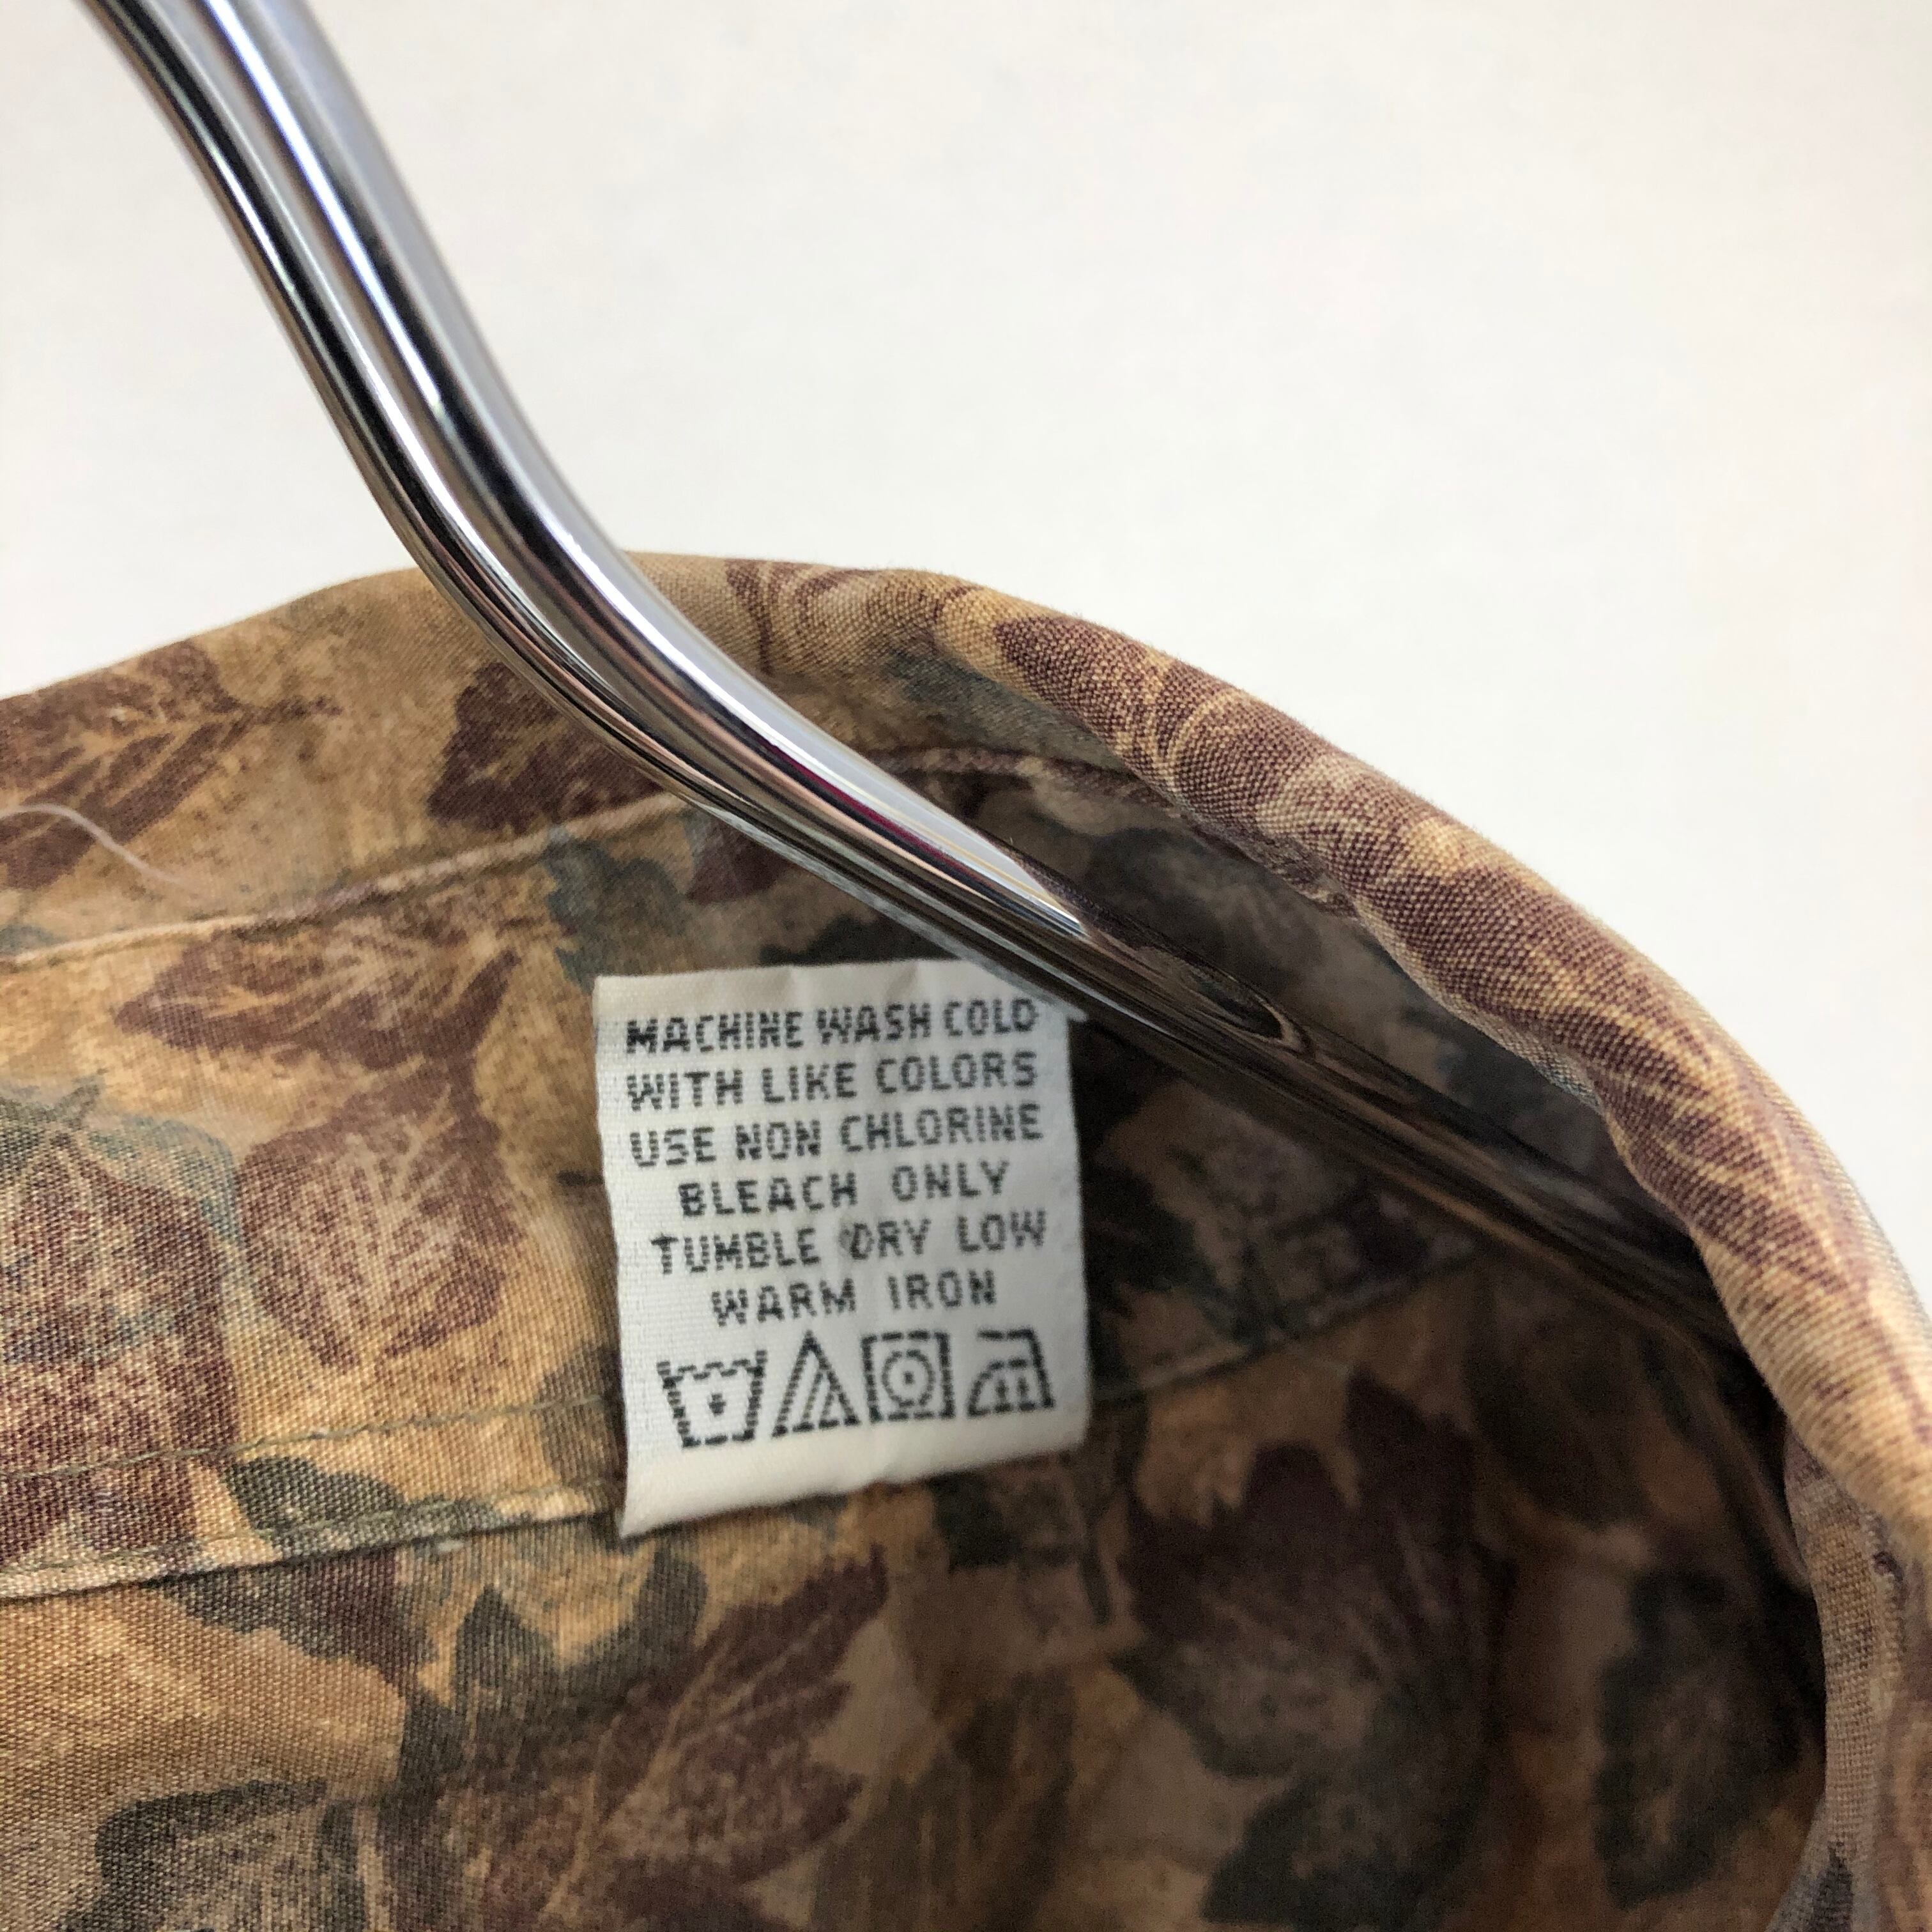 MACHINE WASH COLD
WITH LIKE COLORS
USE NON CHLORINE
BLEACH ONLY
TUMBLE DRY LOW
WARM IRON